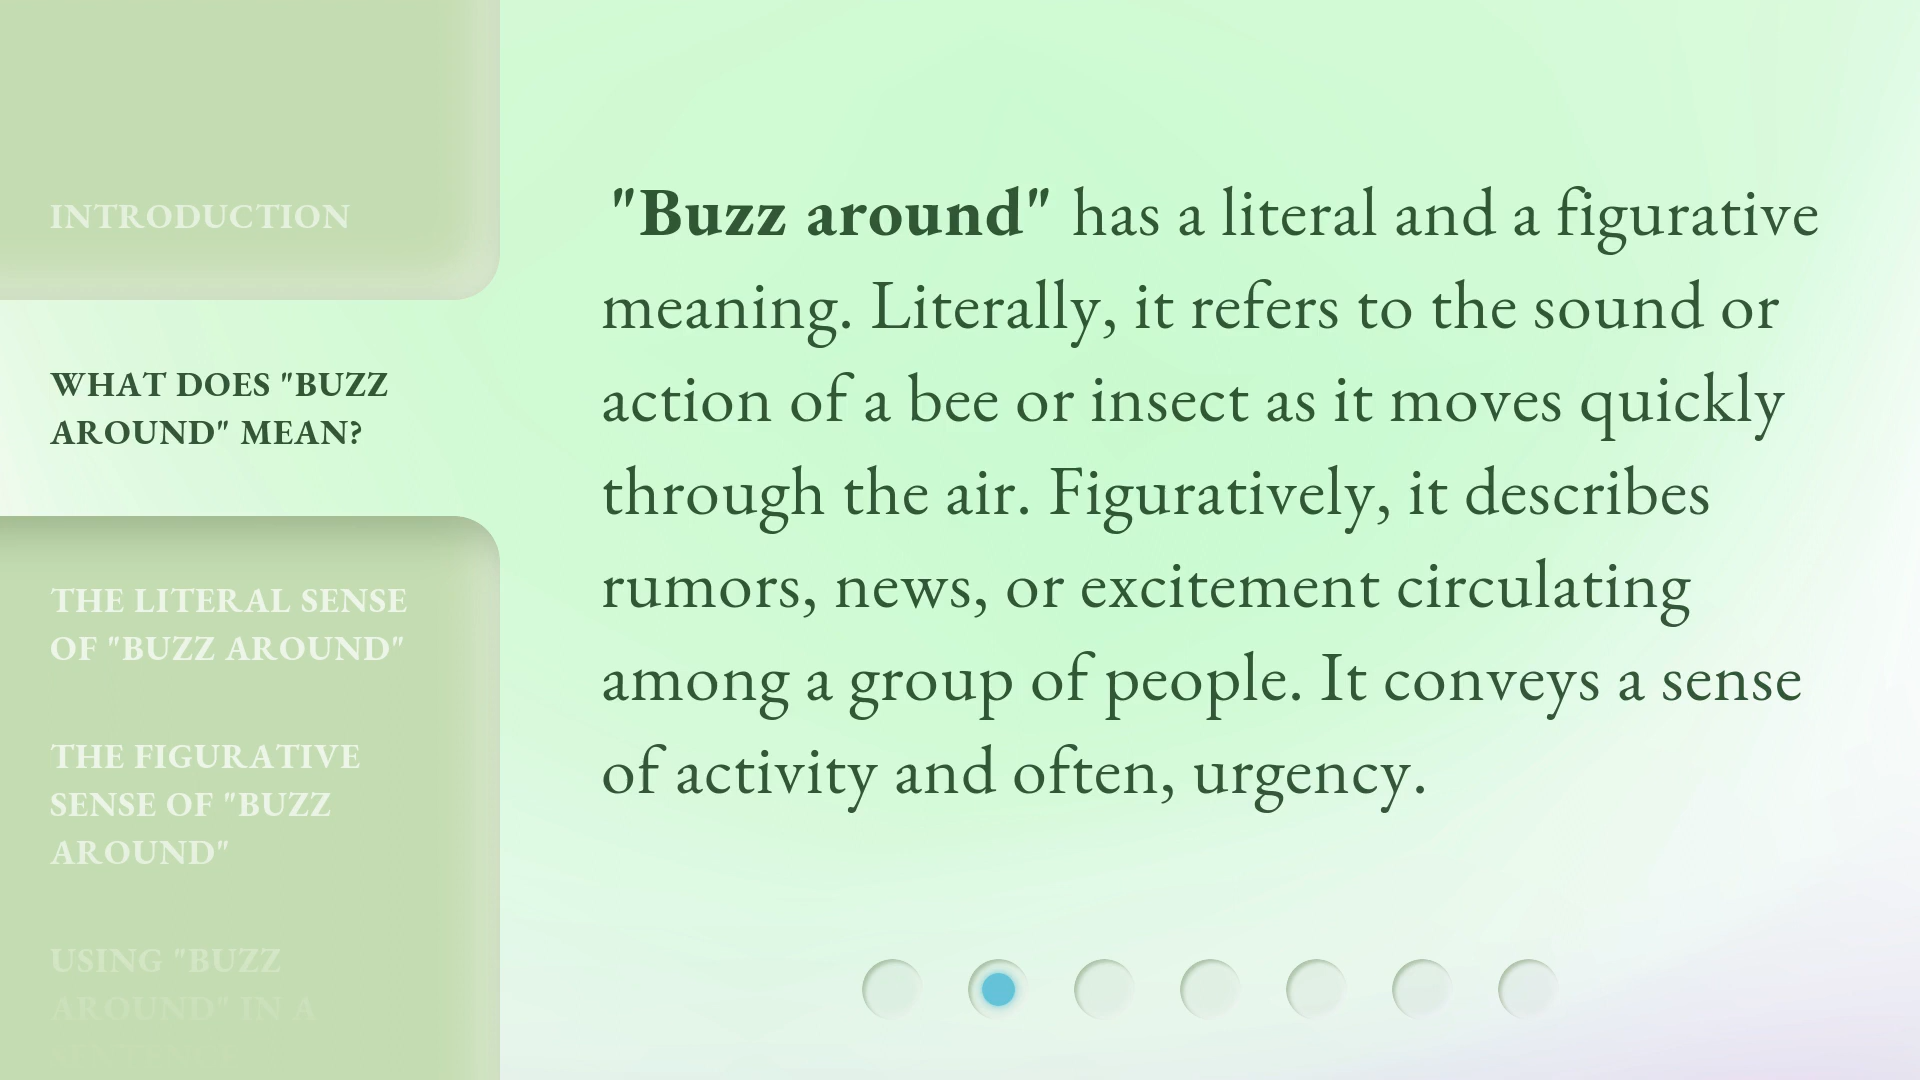 INTRODUCTION
WHAT DOES "BUZZ
AROUND" MEAN?
THE LITERAL SENSE
OF "BUZZ AROUND"
THE FIGURATIVE
SENSE OF "BUZZ
AROUND"
USING "BUZZ
AROUND" IN A
SENTENCE
"Buzz around" has a literal and a figurative
meaning. Literally, it refers to the sound or
action of a bee or insect as it moves quickly
through the air. Figuratively, it describes
rumors, news, or excitement circulating
among a group of people. It conveys a sense
of activity and often, urgency.